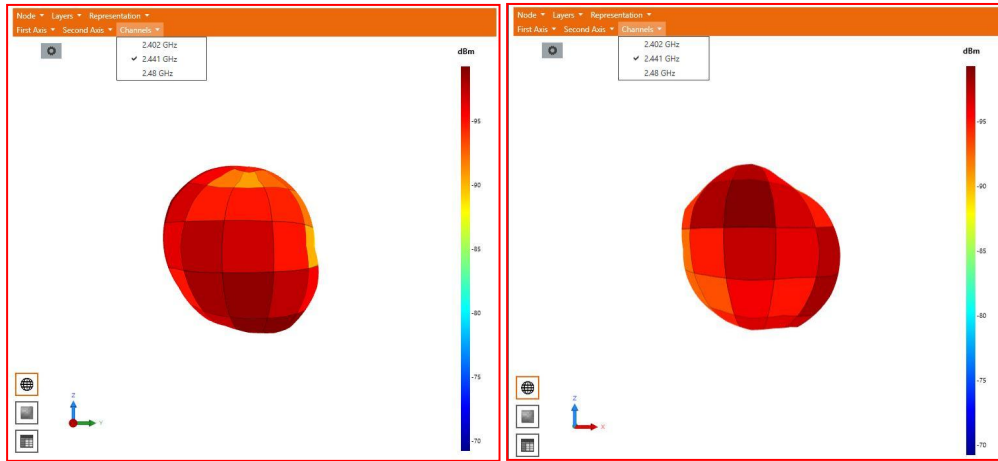 Node Layers Representation
First Axis Second Axis Channels
2.402 GHz
2.441 GHz
2.48 GHz
dBm
-95
-90
-85
-80
-75
-70
Z
Y
Node Layers Representation
First Axis Second Axis Channels
2.402 GHz
2.441 GHz
2.48 GHz
dBm
-95
-90
-85
-80
-75
-70
Z
X